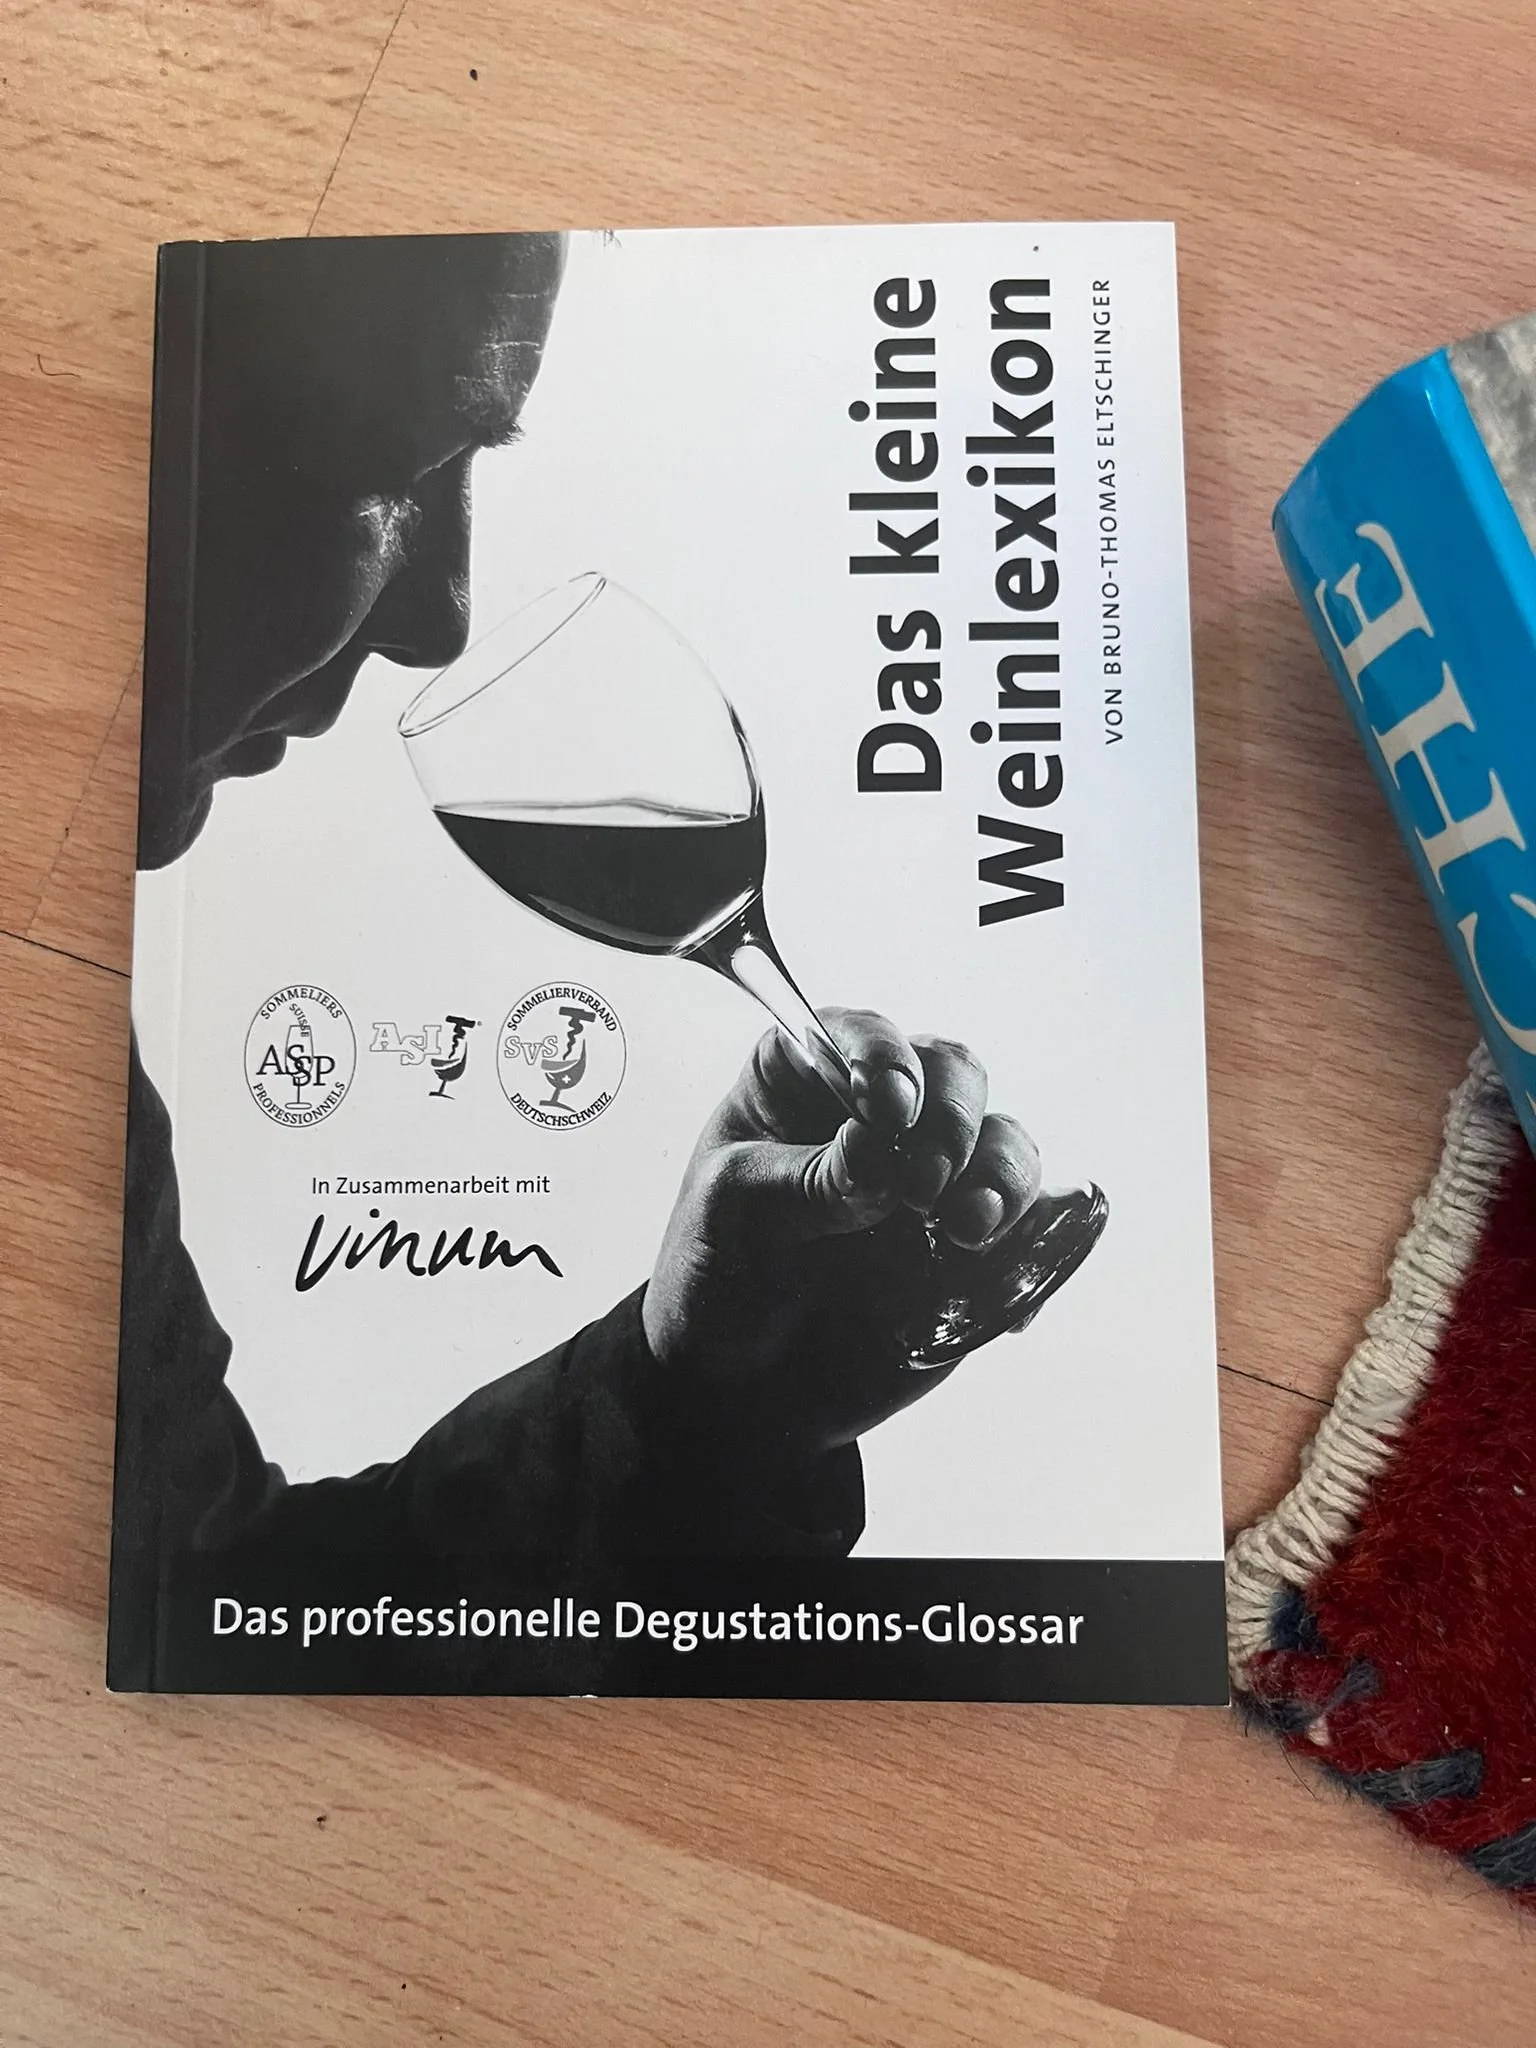 Das kleine
Weinlexikon
VON BRUNO-THOMAS ELTSCHINGER
SOMMELIERS
SUISSE
ASSP
PROFESSIONNELS
ASI
SOMMELIERVERBAND
SVS
DEUTSCHSCHWEIZ
In Zusammenarbeit mit
vinum
Das professionelle Degustations-Glossar